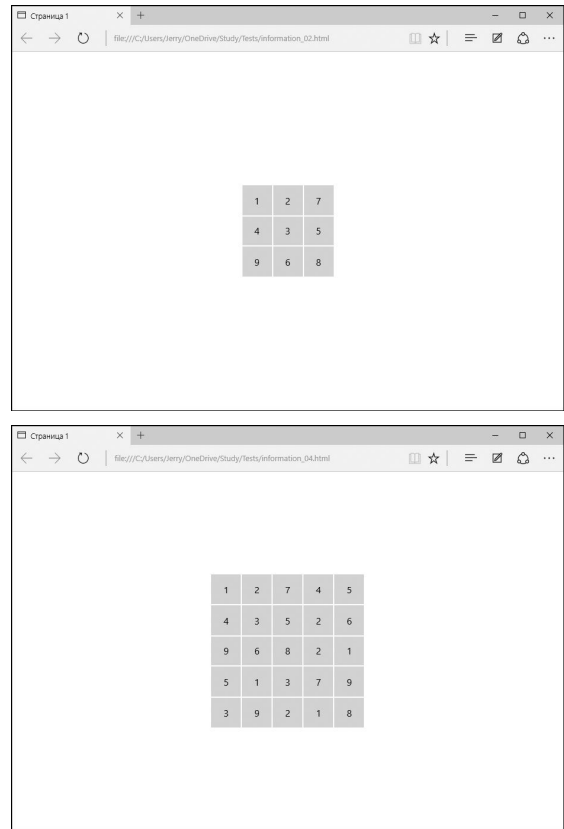 Страница 1
file:///C:/Users/Jerry/OneDrive/Study/Tests/information_02.html
1 2 7
4 3 5
9 6 8
Страница 1
file:///C:/Users/Jerry/OneDrive/Study/Tests/information_04.html
1 2 7 4 5
4 3 5 2 6
9 6 8 2 1
5 1 3 7 9
3 9 2 1 8